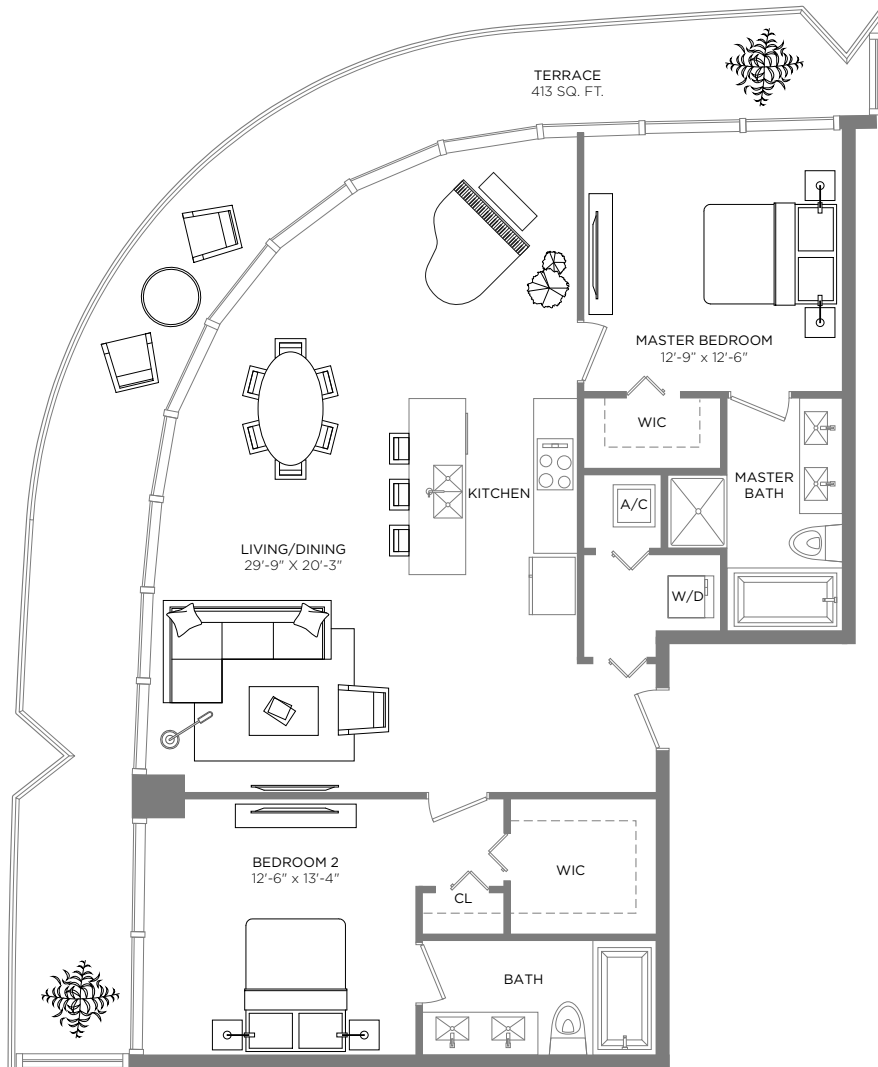 TERRACE
413 SQ. FT.
MASTER BEDROOM
12'-9" x 12'-6"
WIC
MASTER
BATH
KITCHEN
A/C
LIVING/DINING
29'-9" X 20'-3"
W/D
BEDROOM 2
12'-6" x 13'-4"
WIC
CL
BATH